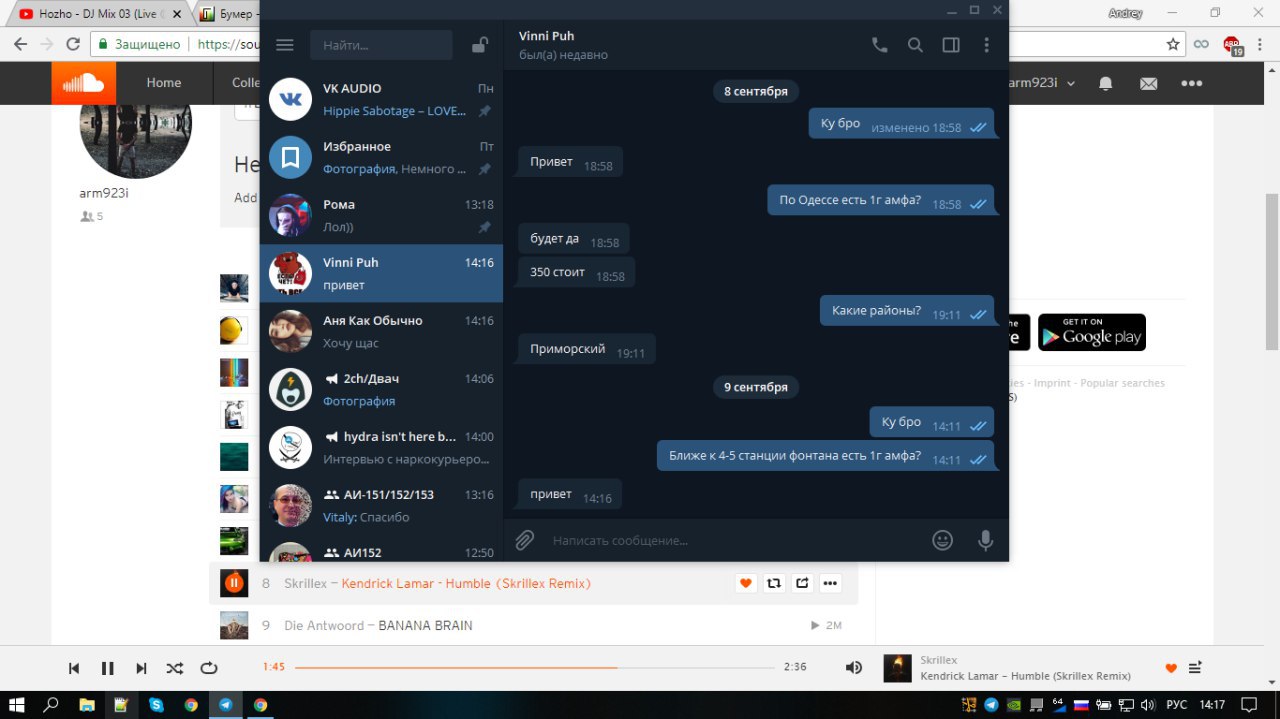 Hozho - DJ Mix 03 (Live
Бумер -
Andrey
Защищено
https://sou
19
Home
Colle
arm923i
arm923i
5
He
Add
Найти...
VK AUDIO
Пн
Hippie Sabotage – LOVE...
Избранное
Пт
Фотография, Немного ...
Рома
13:18
Лол))
Vinni Puh
14:16
привет
Аня Как Обычно
14:16
Хочу щас
2ch/Двач
14:06
Фотография
hydra isn't here b...
14:00
Интервью с наркокурьеро...
АИ-151/152/153
13:16
Vitaly: Спасибо
АИ152
12:50
Vinni Puh
был(а) недавно
8 сентября
Ку бро
изменено 18:58
Привет 18:58
По Одессе есть 1г амфа? 18:58
будет да 18:58
350 стоит 18:58
Какие районы? 19:11
Приморский 19:11
9 сентября
Ку бро 14:11
Ближе к 4-5 станции фонтана есть 1г амфа? 14:11
привет 14:16
Написать сообщение...
GET IT ON
Google play
Imprint - Popular searches
8 Skrillex – Kendrick Lamar - Humble (Skrillex Remix)
9 Die Antwoord – BANANA BRAIN
2M
1:45
2:36
Skrillex
Kendrick Lamar – Humble (Skrillex Remix)
64
РУС
14:17